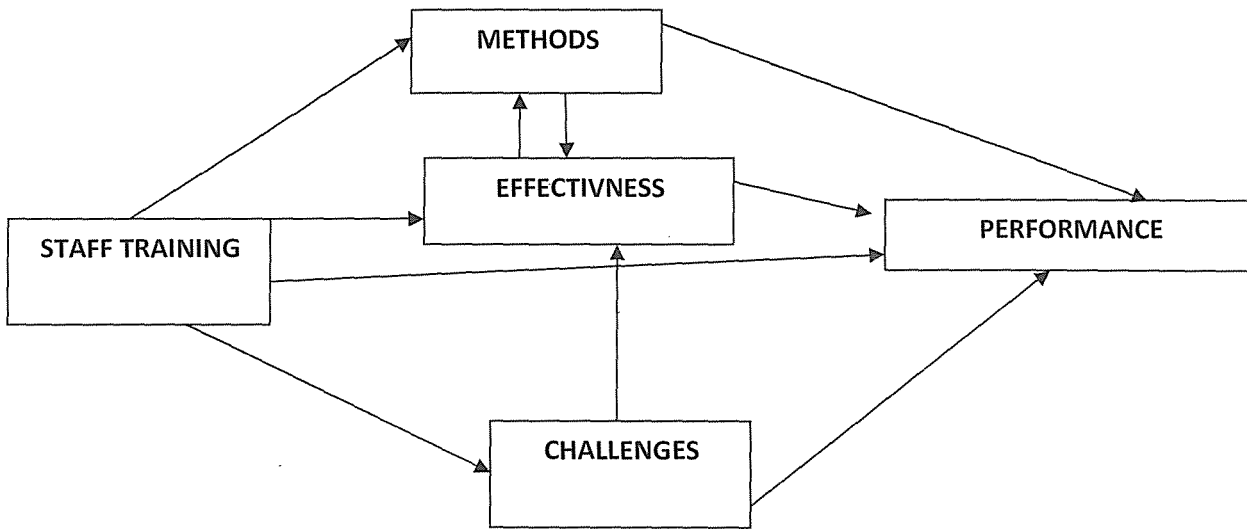 METHODS
EFFECTIVNESS
STAFF TRAINING
PERFORMANCE
CHALLENGES